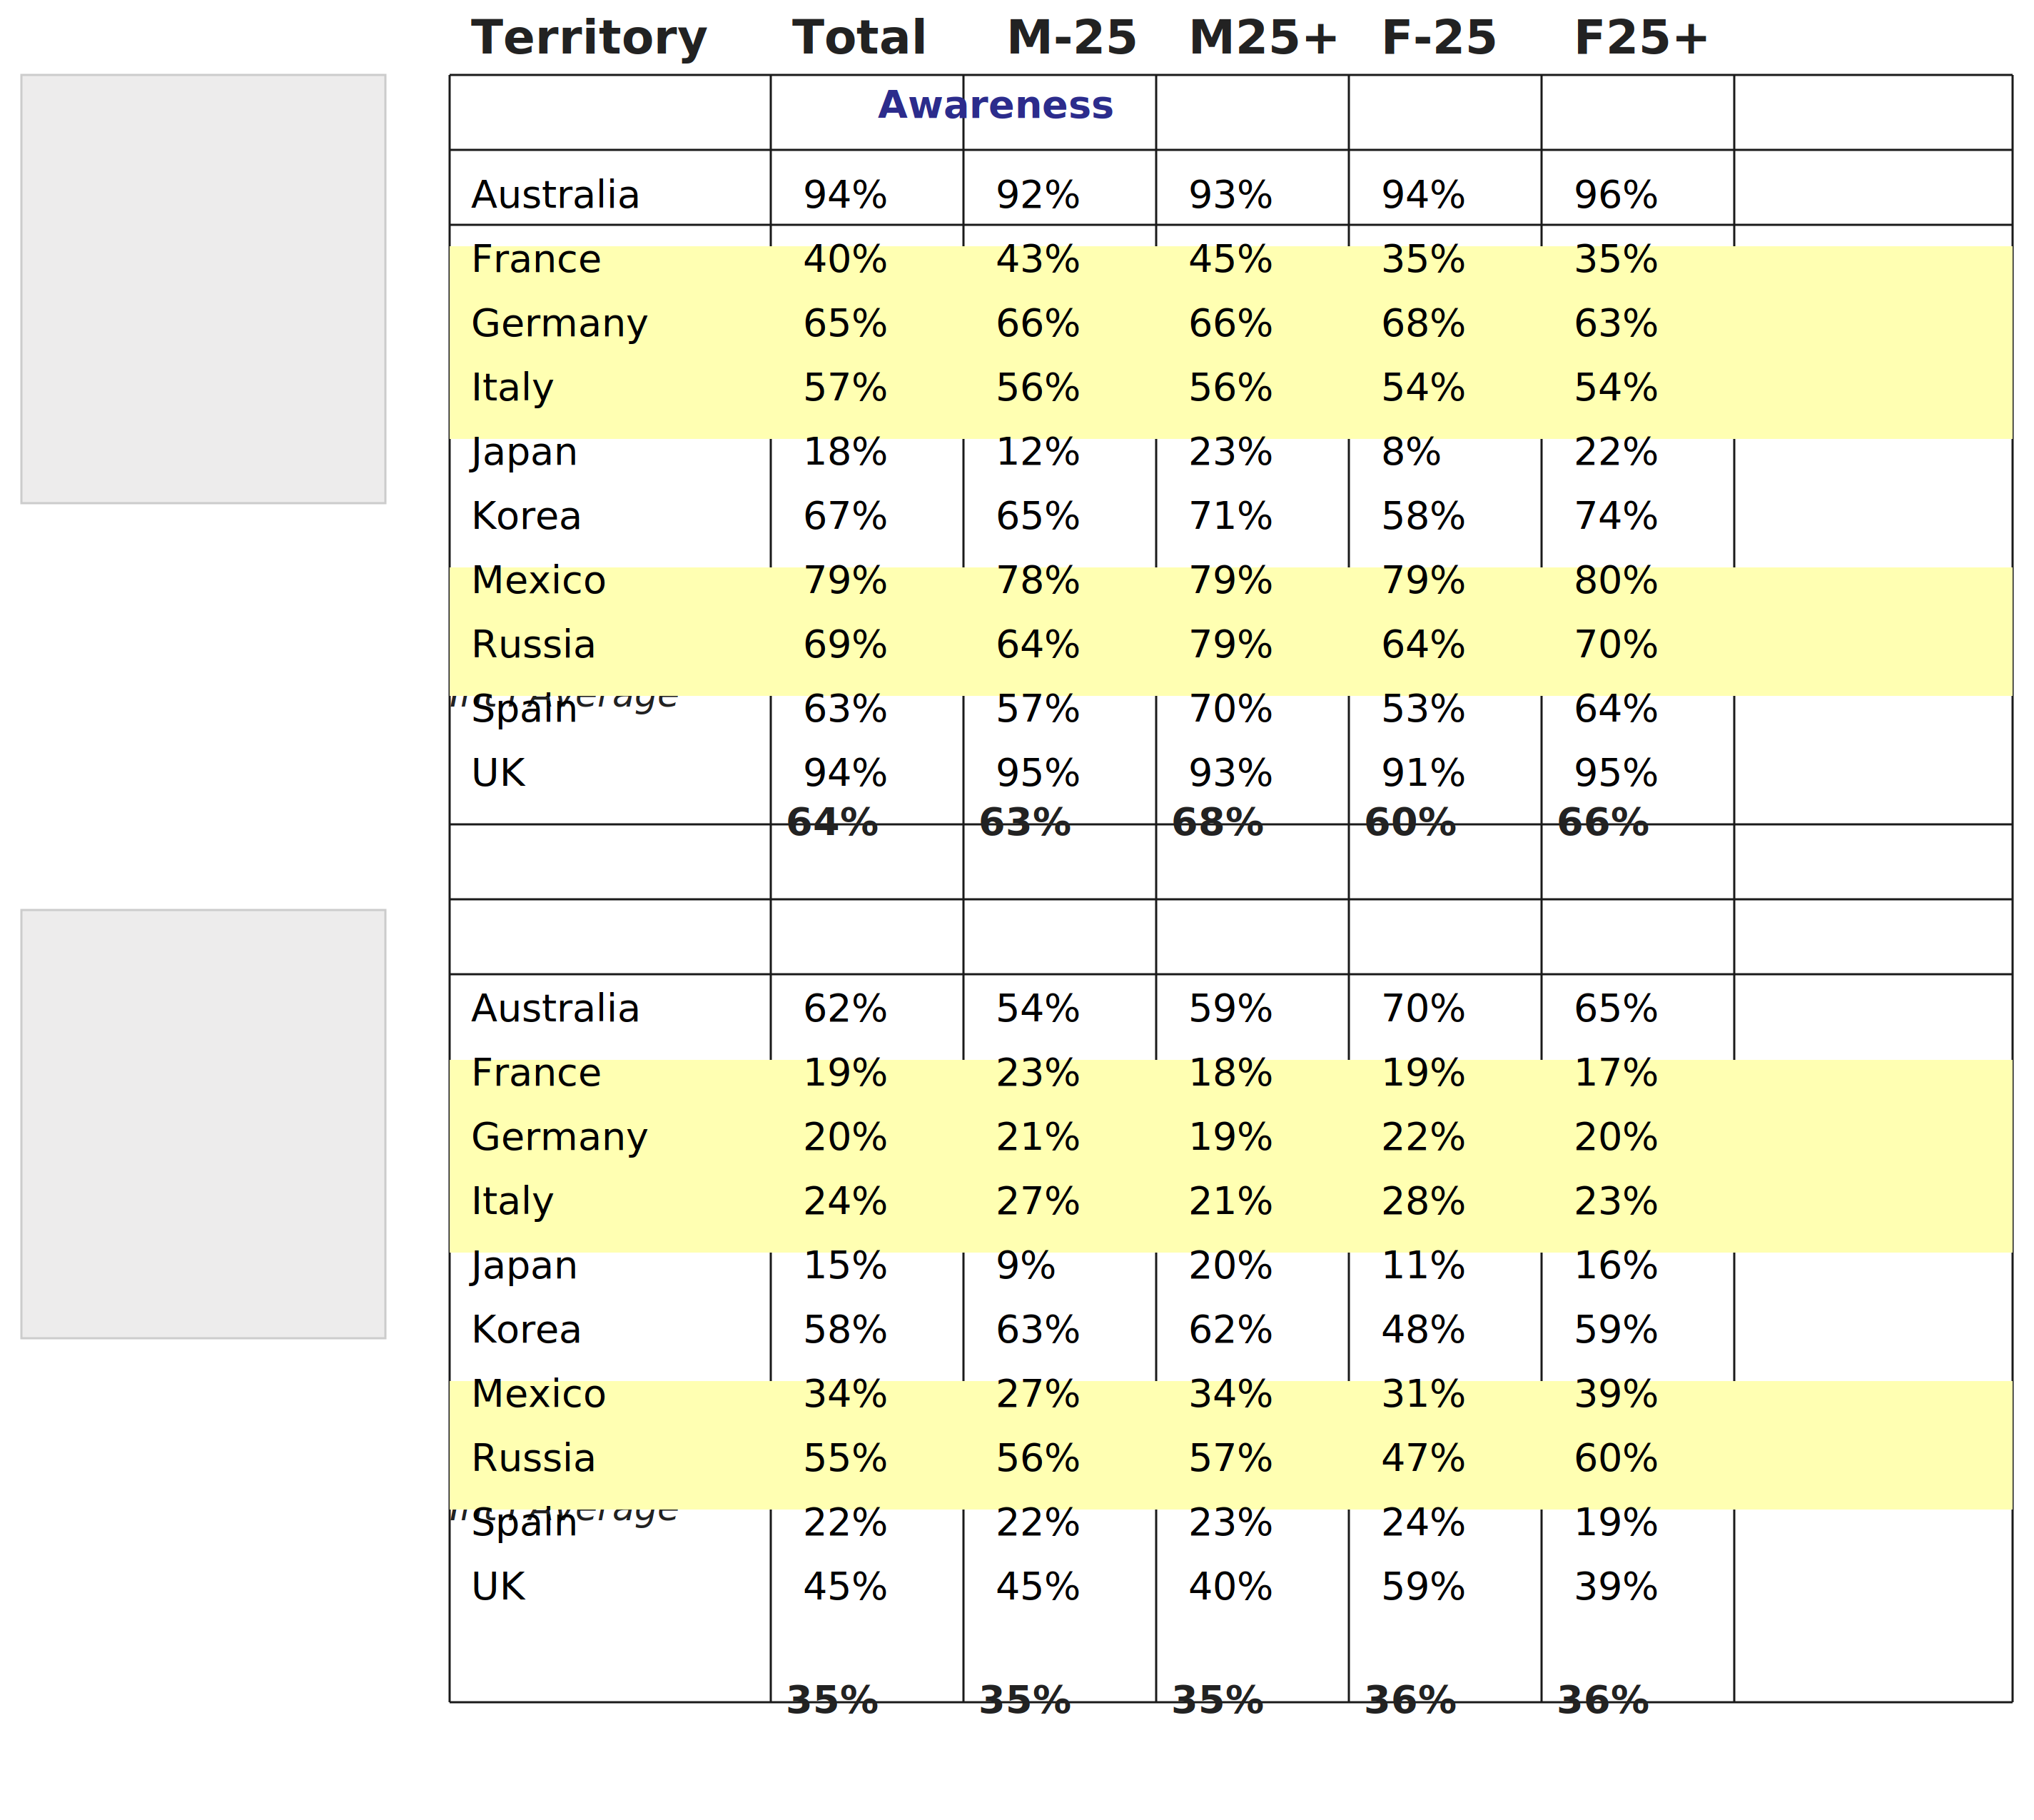 Territory Total M-25 M25+ F-25 F25+
Awareness
Australia 94% 92% 93% 94% 96%
France 40% 43% 45% 35% 35%
Germany 65% 66% 66% 68% 63%
Italy 57% 56% 56% 54% 54%
Japan 18% 12% 23% 8% 22%
Korea 67% 65% 71% 58% 74%
Mexico 79% 78% 79% 79% 80%
Russia 69% 64% 79% 64% 70%
Average
Spain 63% 57% 70% 53% 64%
UK 94% 95% 93% 91% 95%
64% 63% 68% 60% 66%
Australia 62% 54% 59% 70% 65%
France 19% 23% 18% 19% 17%
Germany 20% 21% 19% 22% 20%
Italy 24% 27% 21% 28% 23%
Japan 15% 9% 20% 11% 16%
Korea 58% 63% 62% 48% 59%
Mexico 34% 27% 34% 31% 39%
Russia 55% 56% 57% 47% 60%
Average
Spain 22% 22% 23% 24% 19%
UK 45% 45% 40% 59% 39%
35% 35% 35% 36% 36%